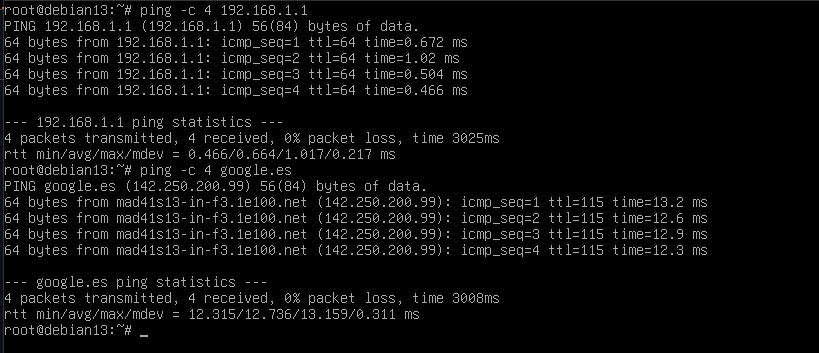 root@debian13:~# ping -c 4 192.168.1.1
PING 192.168.1.1 (192.168.1.1) 56(84) bytes of data.
64 bytes from 192.168.1.1: icmp_seq=1 ttl=64 time=0.672 ms
64 bytes from 192.168.1.1: icmp_seq=2 ttl=64 time=1.02 ms
64 bytes from 192.168.1.1: icmp_seq=3 ttl=64 time=0.504 ms
64 bytes from 192.168.1.1: icmp_seq=4 ttl=64 time=0.466 ms

--- 192.168.1.1 ping statistics ---
4 packets transmitted, 4 received, 0% packet loss, time 3025ms
rtt min/avg/max/mdev = 0.466/0.664/1.017/0.217 ms
root@debian13:~# ping -c 4 google.es
PING google.es (142.250.200.99) 56(84) bytes of data.
64 bytes from mad41s13-in-f3.1e100.net (142.250.200.99): icmp_seq=1 ttl=115 time=13.2 ms
64 bytes from mad41s13-in-f3.1e100.net (142.250.200.99): icmp_seq=2 ttl=115 time=12.6 ms
64 bytes from mad41s13-in-f3.1e100.net (142.250.200.99): icmp_seq=3 ttl=115 time=12.9 ms
64 bytes from mad41s13-in-f3.1e100.net (142.250.200.99): icmp_seq=4 ttl=115 time=12.3 ms

--- google.es ping statistics ---
4 packets transmitted, 4 received, 0% packet loss, time 3008ms
rtt min/avg/max/mdev = 12.315/12.736/13.159/0.311 ms
root@debian13:~# _